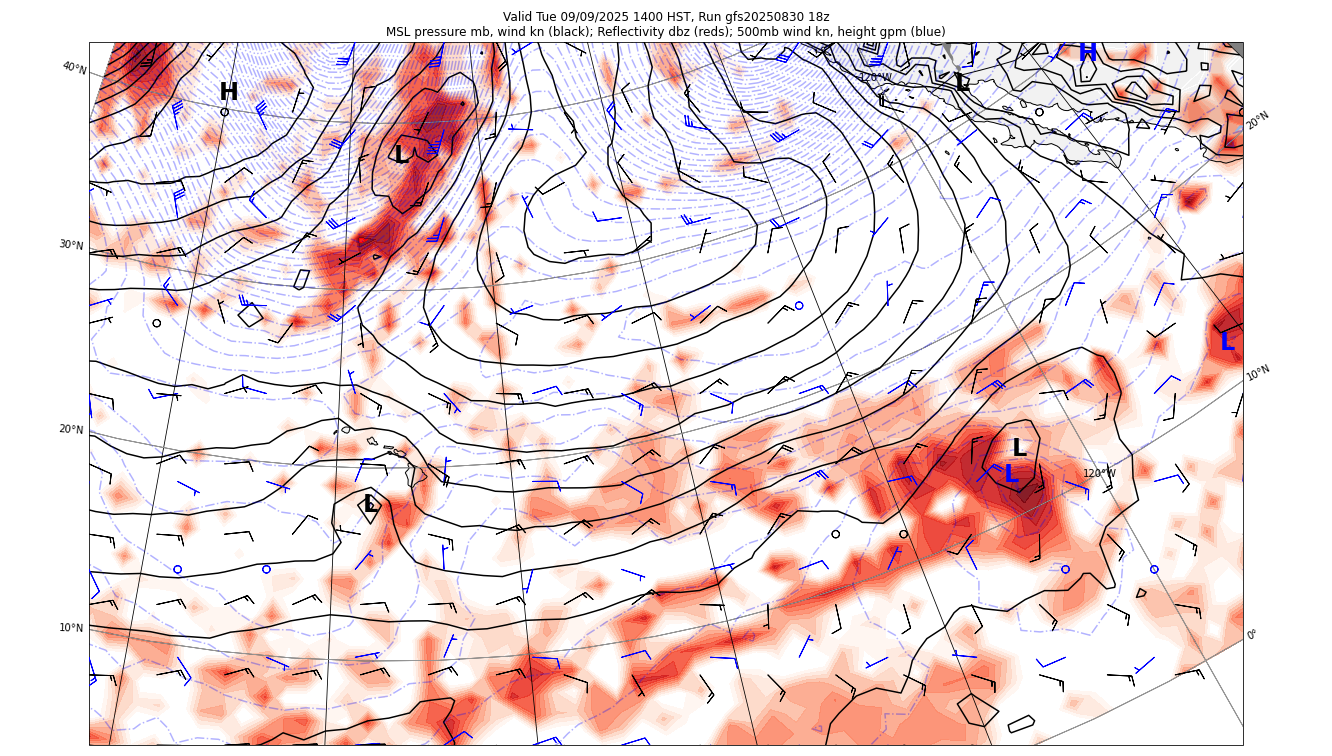 Valid Tue 09/09/2025 1400 HST, Run gfs20250830 18z
MSL pressure mb, wind kn (black); Reflectivity dbz (reds); 500mb wind kn, height gpm (blue)
40°N
H
L
120°W
L
H
20°N
30°N
L
10°N
20°N
L
L
120°W
L
10°N
0°